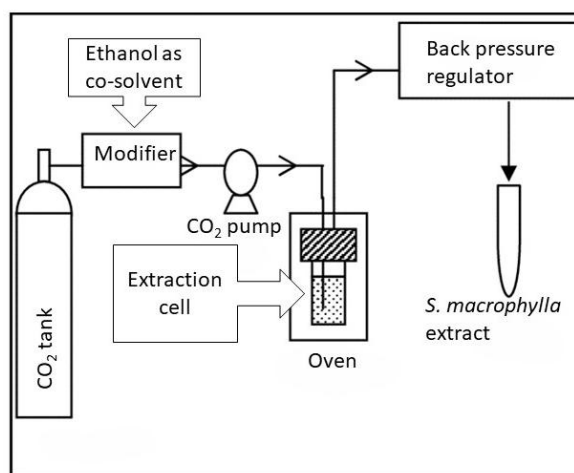 Ethanol as
co-solvent
Modifier
CO₂ pump
Extraction
cell
CO₂ tank
Oven
Back pressure
regulator
S. macrophylla
extract